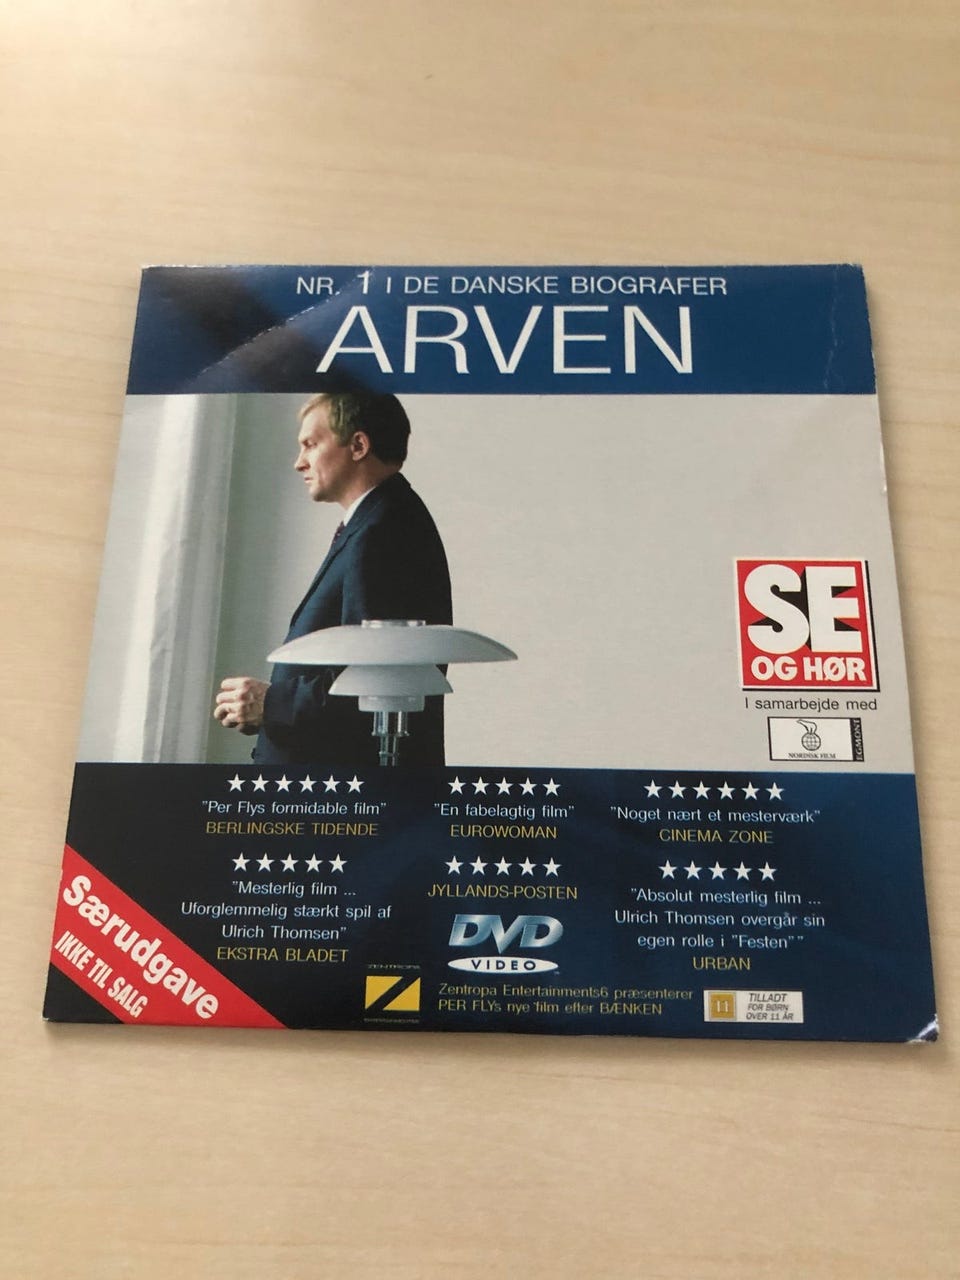 NR. 1 I DE DANSKE BIOGRAFER
ARVEN
SE
OG HØR
I samarbejde med
NORDISK FILM
EGMONT
★★★★★★
"Per Flys formidable film"
BERLINGSKE TIDENDE
★★★★★
"En fabelagtig film"
EUROWOMAN
★★★★★★
"Noget nært et mesterværk"
CINEMA ZONE
★★★★★
"Mesterlig film ...
Uforglemmelig stærkt spil af
Ulrich Thomsen"
EKSTRA BLADET
★★★★★
JYLLANDS-POSTEN
★★★★★
"Absolut mesterlig film ...
Ulrich Thomsen overgår sin
egen rolle i "Festen""
URBAN
DVD
VIDEO
Særudgave
IKKE TIL SALG
ZENTROPA
ENTERTAINMENTS6
Zentropa Entertainments6 præsenterer
PER FLYs nye film efter BÆNKEN
11
TILLADT
FOR BØRN
OVER 11 ÅR